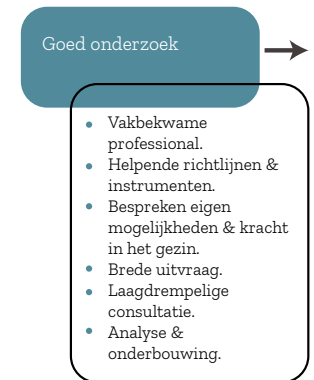 Goed onderzoek
• Vakbekwame
professional.
• Helpende richtlijnen &
instrumenten.
• Bespreken eigen
mogelijkheden & kracht
in het gezin.
• Brede uitvraag.
• Laagdrempelige
consultatie.
• Analyse &
onderbouwing.